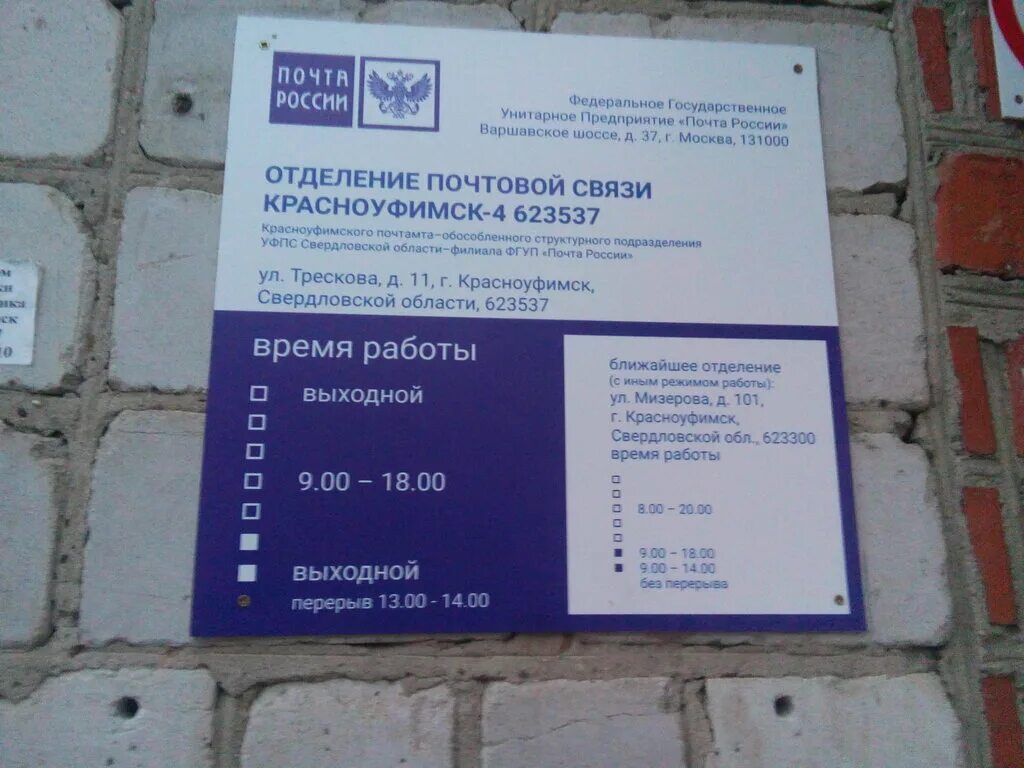 ПОЧТА
РОССИИ
Федеральное Государственное
Унитарное Предприятие «Почта России»
Варшавское шоссе, д. 37, г. Москва, 131000
ОТДЕЛЕНИЕ ПОЧТОВОЙ СВЯЗИ
КРАСНОУФИМСК-4 623537
Красноуфимского почтамта-обособленного структурного подразделения
УФПС Свердловской области-филиала ФГУП «Почта России»
ул. Трескова, д. 11, г. Красноуфимск,
Свердловской области, 623537
время работы
выходной
9.00 – 18.00
выходной
перерыв 13.00 - 14.00
ближайшее отделение
(с иным режимом работы):
ул. Мизерова, д. 101,
г. Красноуфимск,
Свердловской обл., 623300
время работы
8.00 – 20.00
9.00 – 18.00
9.00 – 14.00
без перерыва